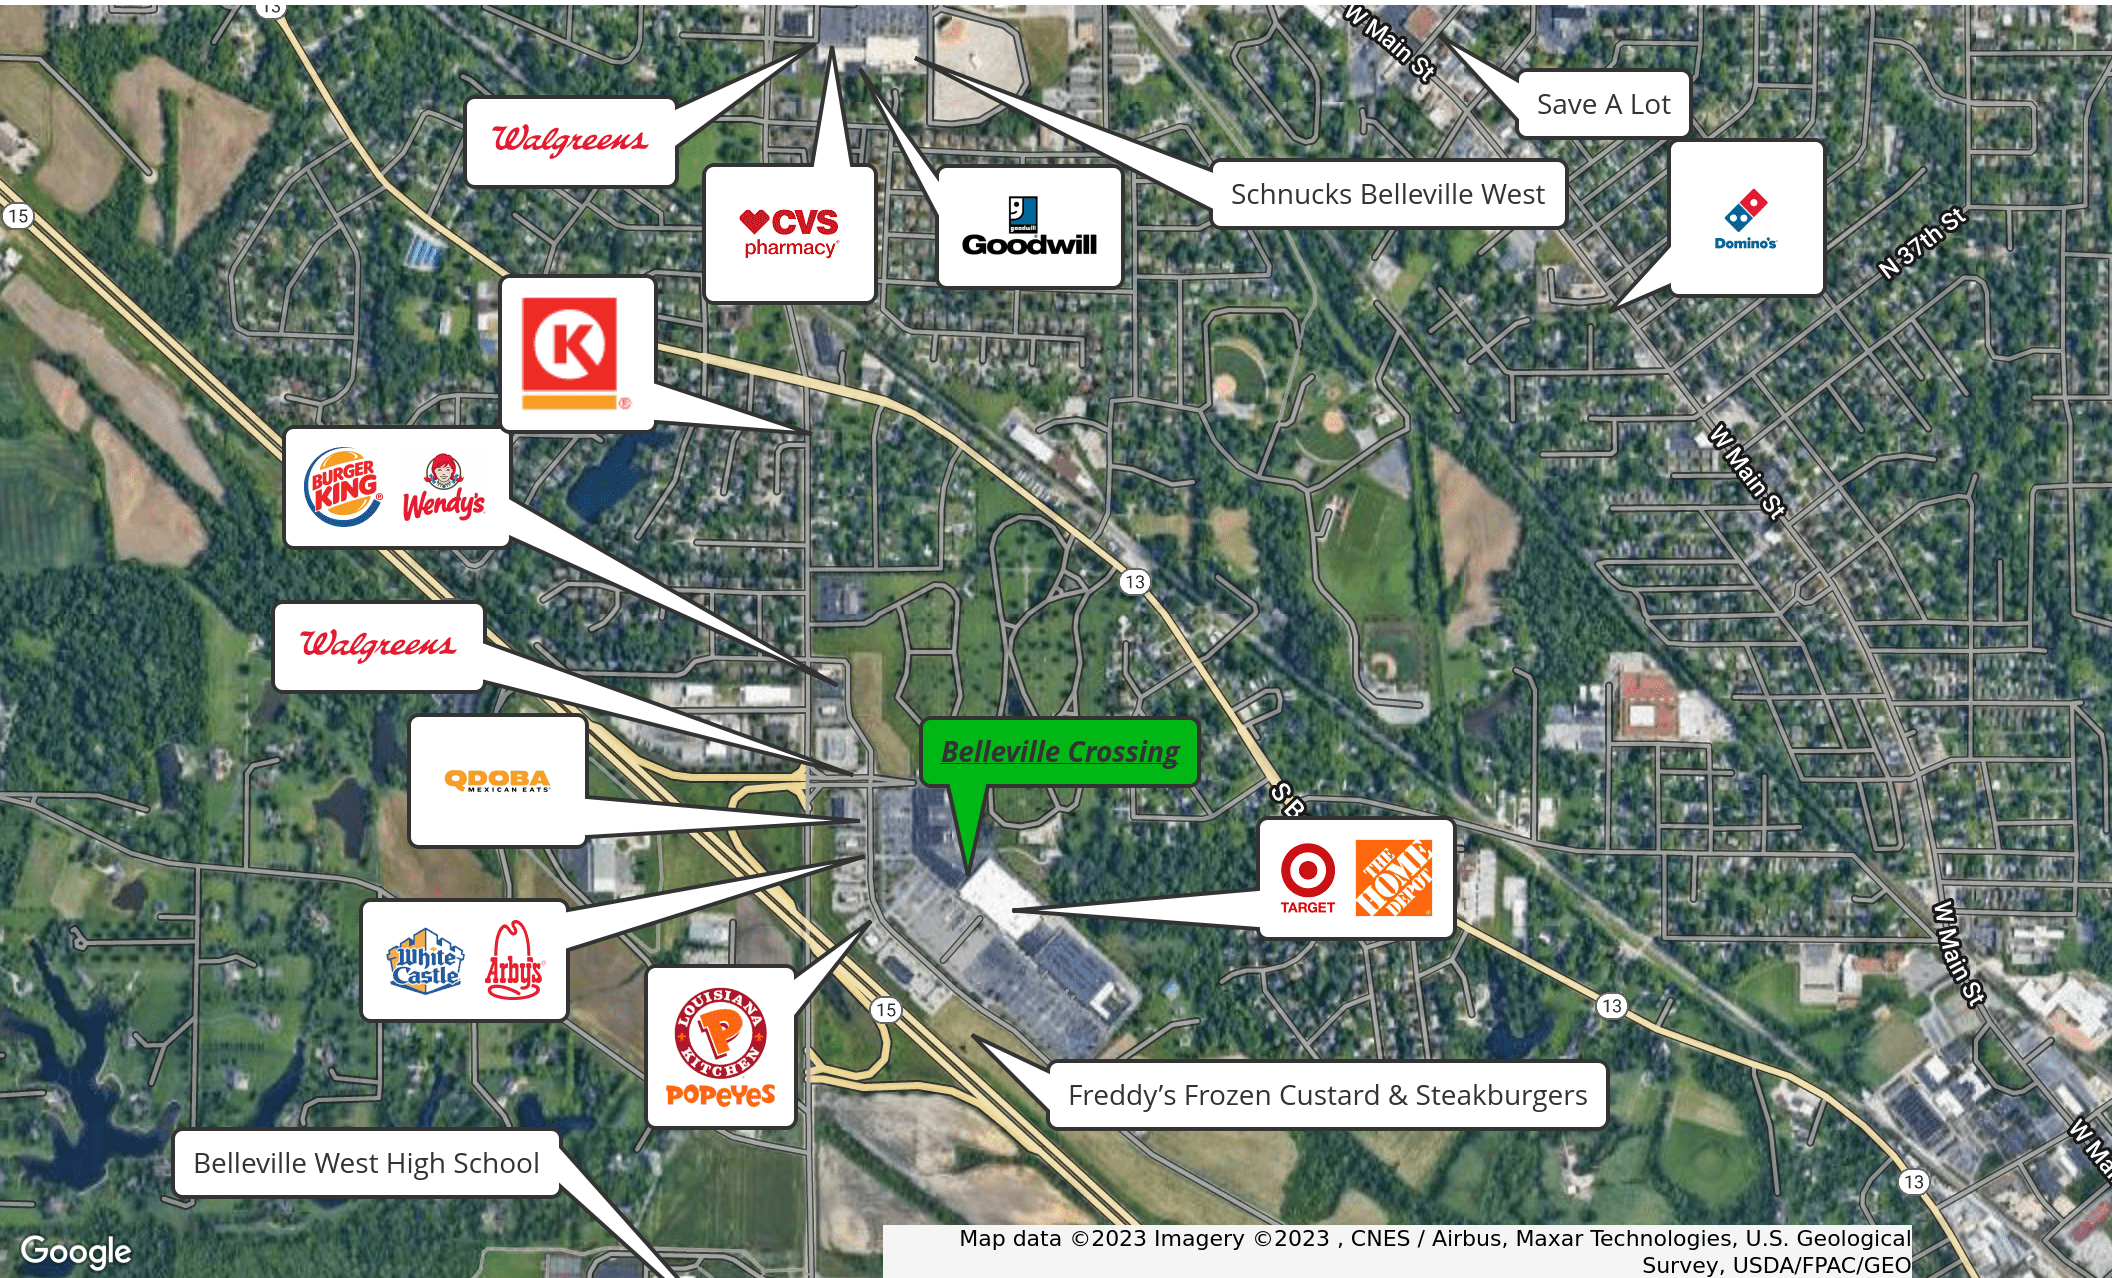 13
W Main St
Save A Lot
Walgreens
Schnucks Belleville West
CVS
pharmacy
goodwill
Goodwill
Domino's
15
N 37th St
K
BURGER
KING
Wendy's
W Main St
13
Walgreens
Belleville Crossing
QDOBA
MEXICAN EATS
S B
TARGET
THE
HOME
DEPOT
White
Castle
Arby's
W Main St
LOUISIANA
P
KITCHEN
POPEYES
15
13
Freddy’s Frozen Custard & Steakburgers
Belleville West High School
W Mai
13
Google
Map data ©2023 Imagery ©2023 , CNES / Airbus, Maxar Technologies, U.S. Geological
Survey, USDA/FPAC/GEO